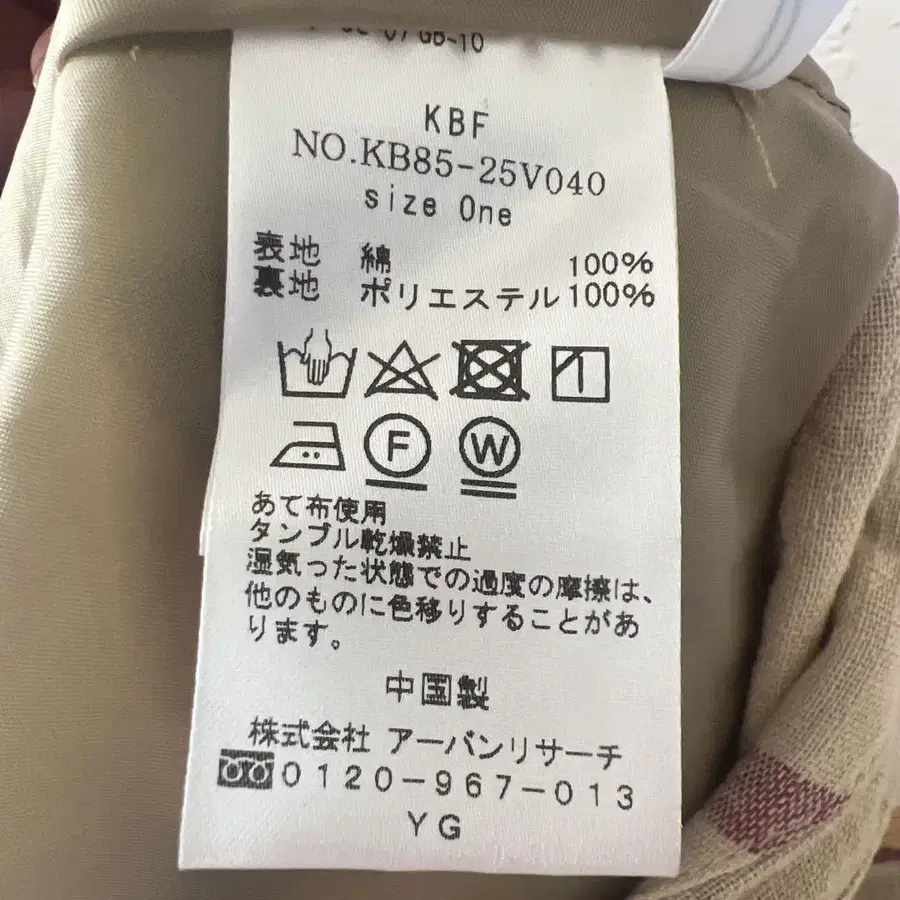 KBF
NO.KB85-25V040
size One
表地 綿 100%
裏地 ポリエステル 100%
F W
あて布使用
タンブル乾燥禁止
湿気った状態での過度の摩擦は、
他のものに色移りすることがあ
ります。
中国製
株式会社 アーバンリサーチ
0120-967-013
YG